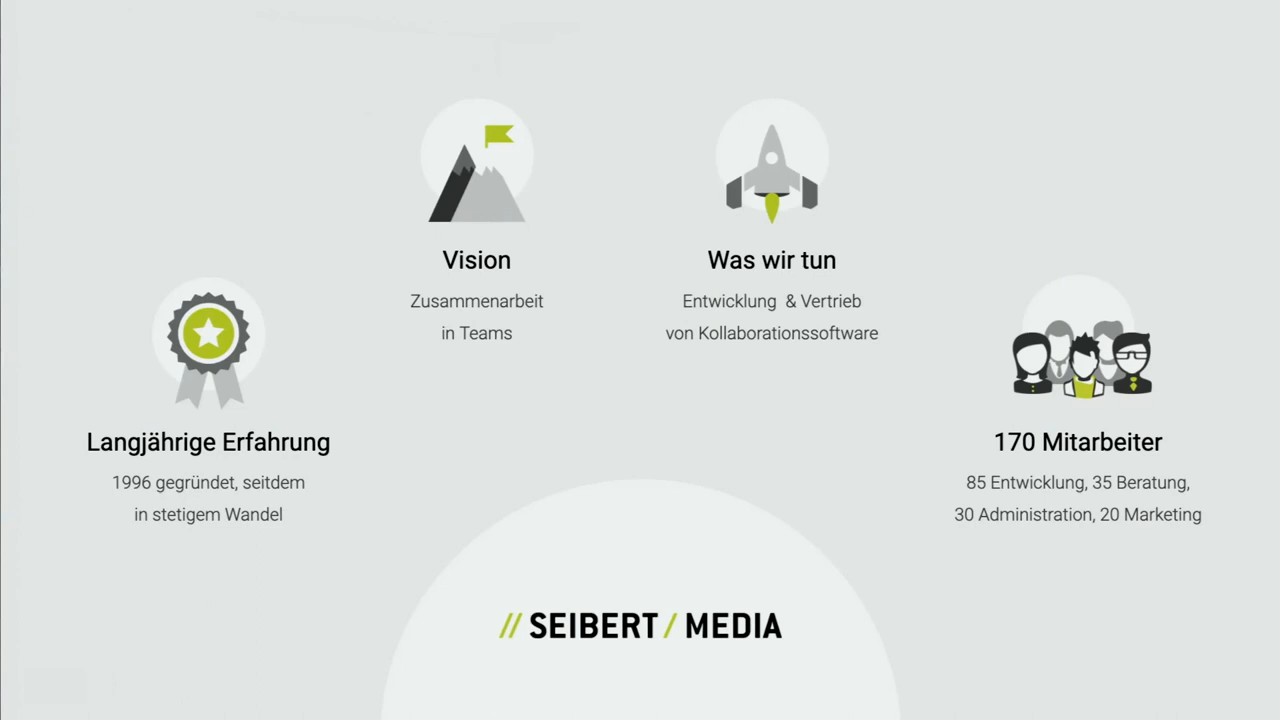 Vision
Zusammenarbeit
in Teams
Was wir tun
Entwicklung & Vertrieb
von Kollaborationssoftware
Langjährige Erfahrung
1996 gegründet, seitdem
in stetigem Wandel
170 Mitarbeiter
85 Entwicklung, 35 Beratung,
30 Administration, 20 Marketing
// SEIBERT / MEDIA